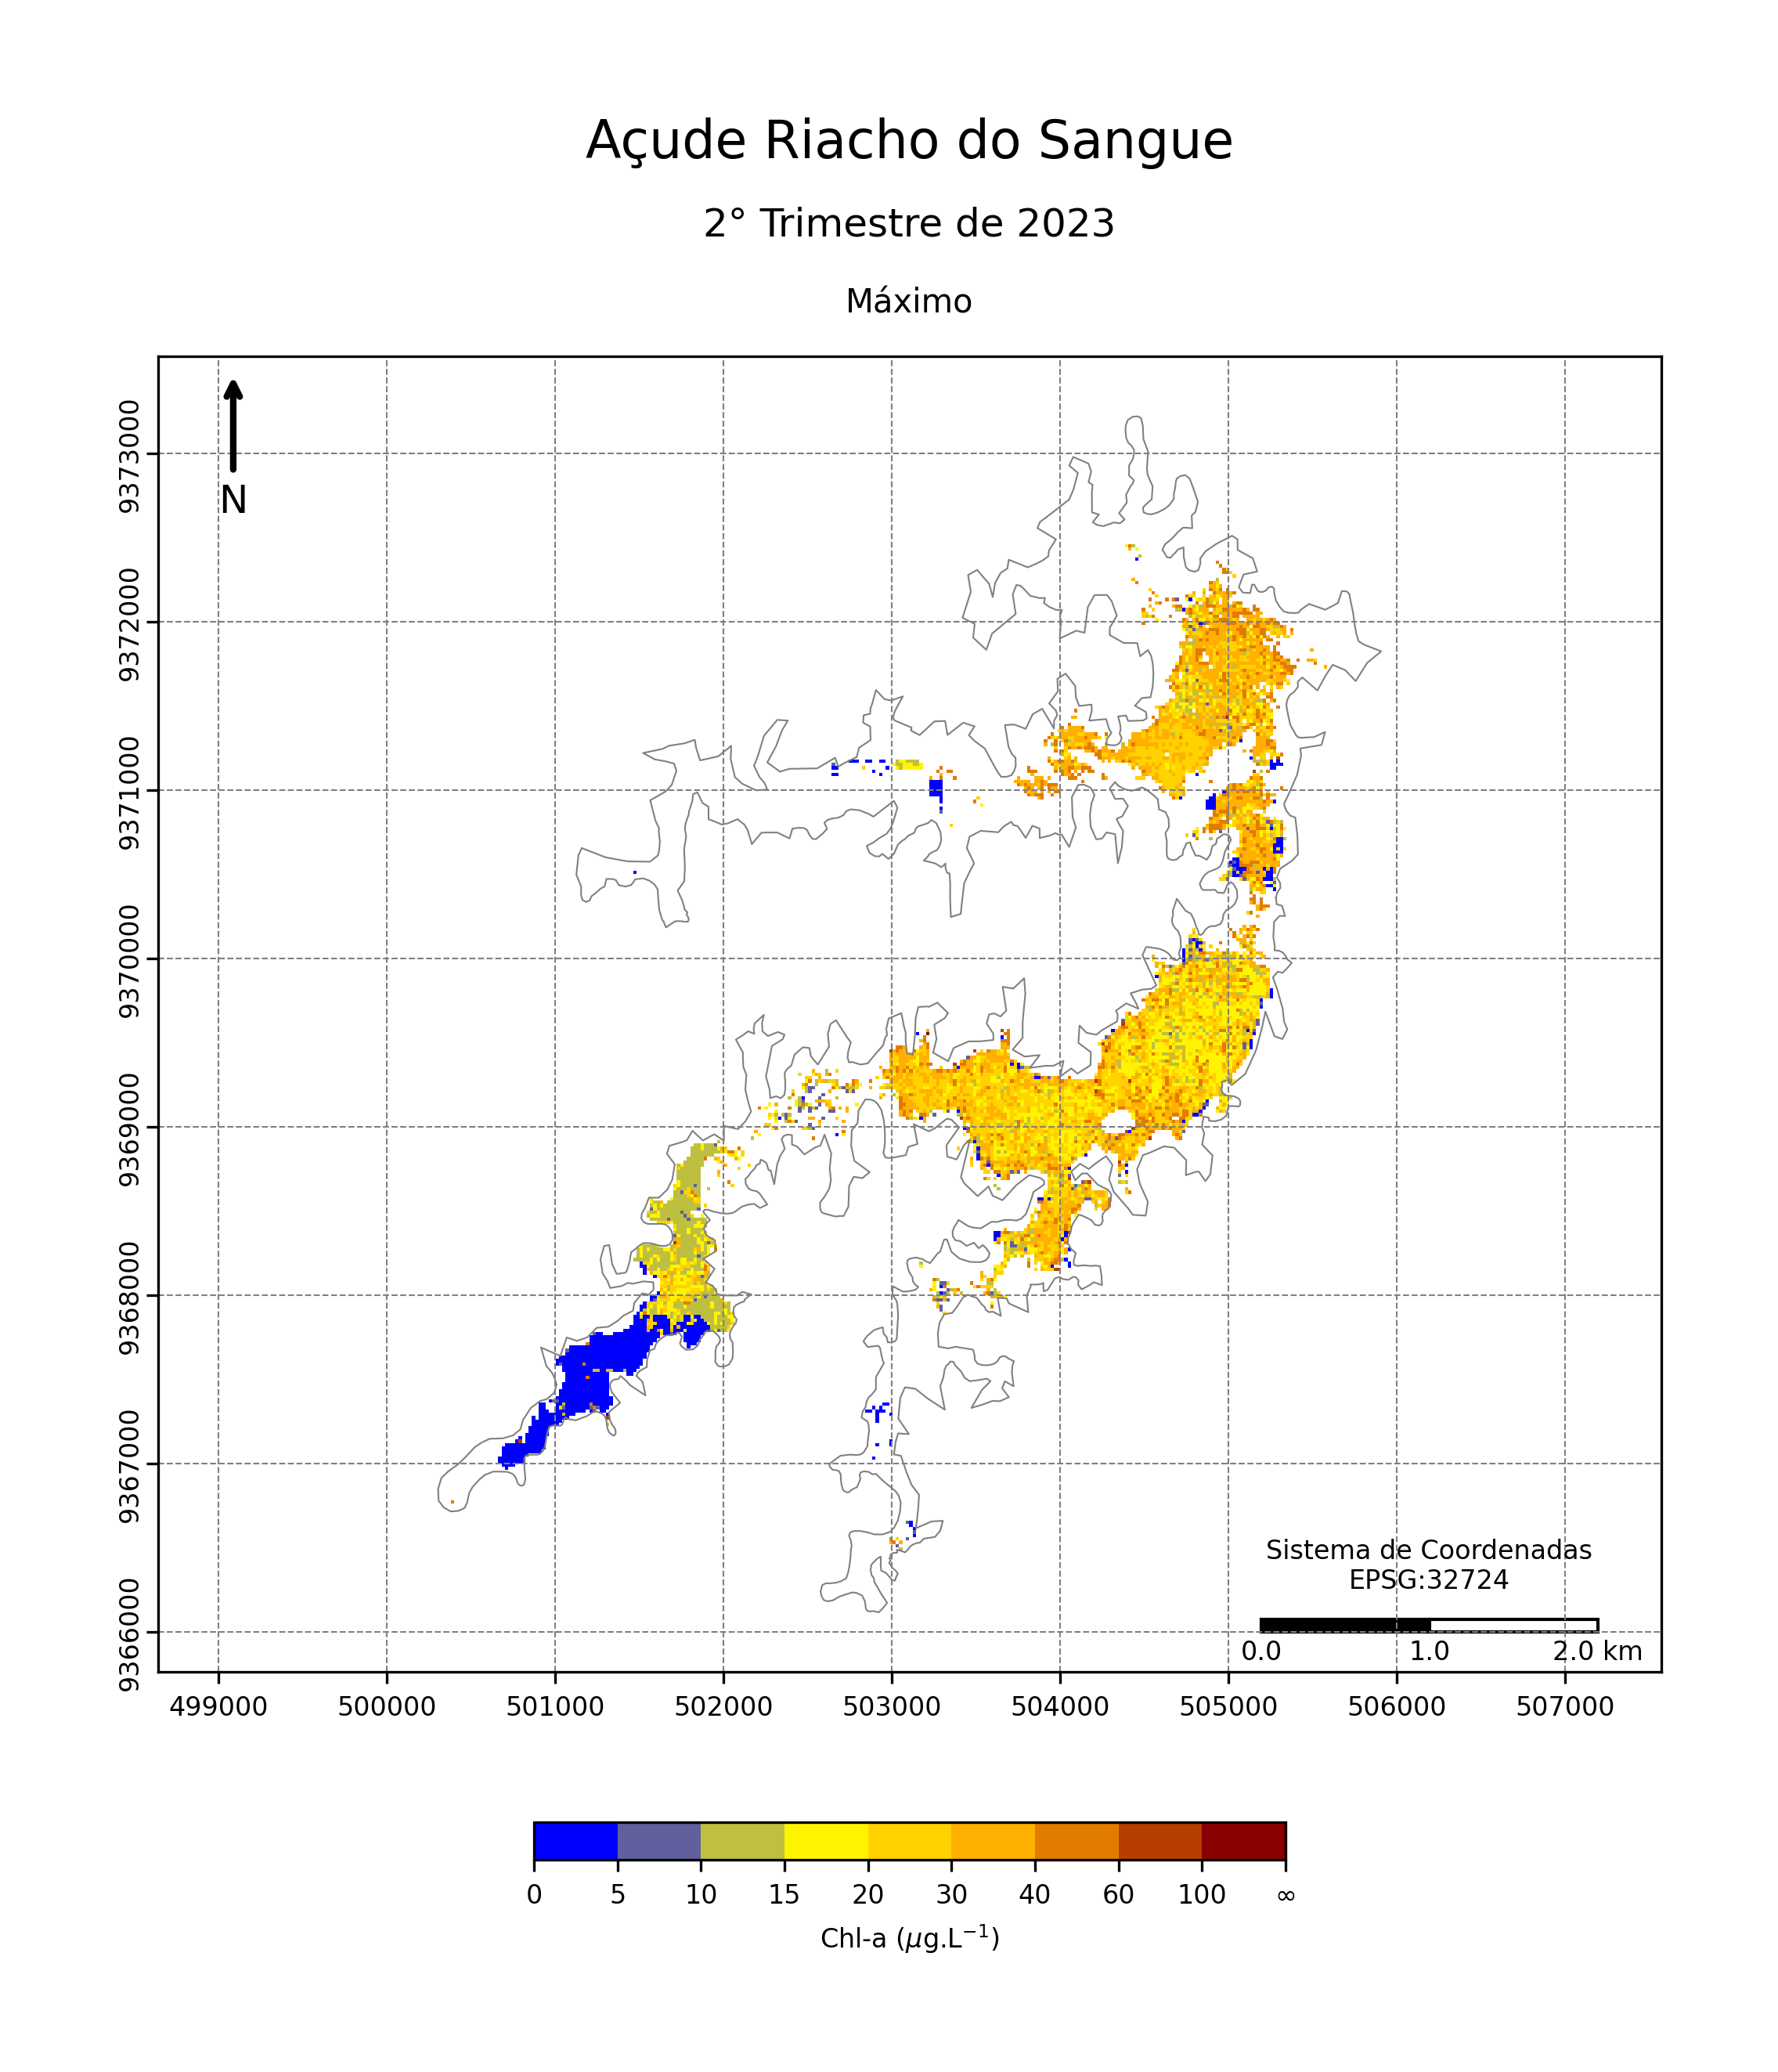 Açude Riacho do Sangue
2° Trimestre de 2023
Máximo
N
9373000
9372000
9371000
9370000
9369000
9368000
9367000
9366000
Sistema de Coordenadas
EPSG:32724
0.0 1.0 2.0 km
499000 500000 501000 502000 503000 504000 505000 506000 507000
0 5 10 15 20 30 40 60 100 ∞
Chl-a (μg.L⁻¹)